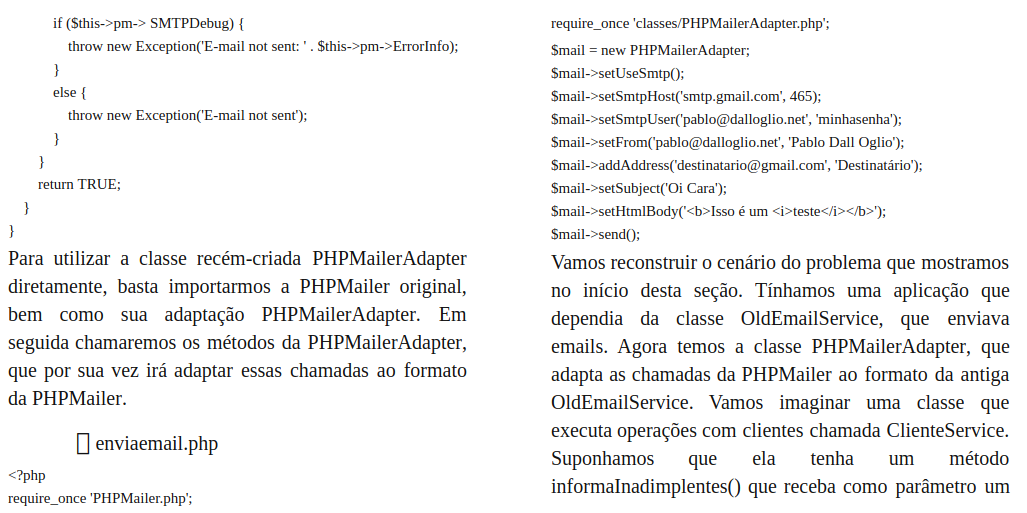 if ($this->pm-> SMTPDebug) {
throw new Exception('E-mail not sent: ' . $this->pm->ErrorInfo);
}
else {
throw new Exception('E-mail not sent');
}
}
return TRUE;
}
}
Para utilizar a classe recém-criada PHPMailerAdapter
diretamente, basta importarmos a PHPMailer original,
bem como sua adaptação PHPMailerAdapter. Em
seguida chamaremos os métodos da PHPMailerAdapter,
que por sua vez irá adaptar essas chamadas ao formato
da PHPMailer.
enviaemail.php
<?php
require_once 'PHPMailer.php';
require_once 'classes/PHPMailerAdapter.php';
$mail = new PHPMailerAdapter;
$mail->setUseSmtp();
$mail->setSmtpHost('smtp.gmail.com', 465);
$mail->setSmtpUser('pablo@dalloglio.net', 'minhasenha');
$mail->setFrom('pablo@dalloglio.net', 'Pablo Dall Oglio');
$mail->addAddress('destinatario@gmail.com', 'Destinatário');
$mail->setSubject('Oi Cara');
$mail->setHtmlBody('<b>Isso é um <i>teste</i></b>');
$mail->send();
Vamos reconstruir o cenário do problema que mostramos
no início desta seção. Tínhamos uma aplicação que
dependia da classe OldEmailService, que enviava
emails. Agora temos a classe PHPMailerAdapter, que
adapta as chamadas da PHPMailer ao formato da antiga
OldEmailService. Vamos imaginar uma classe que
executa operações com clientes chamada ClienteService.
Suponhamos que ela tenha um método
informaInadimplentes() que receba como parâmetro um